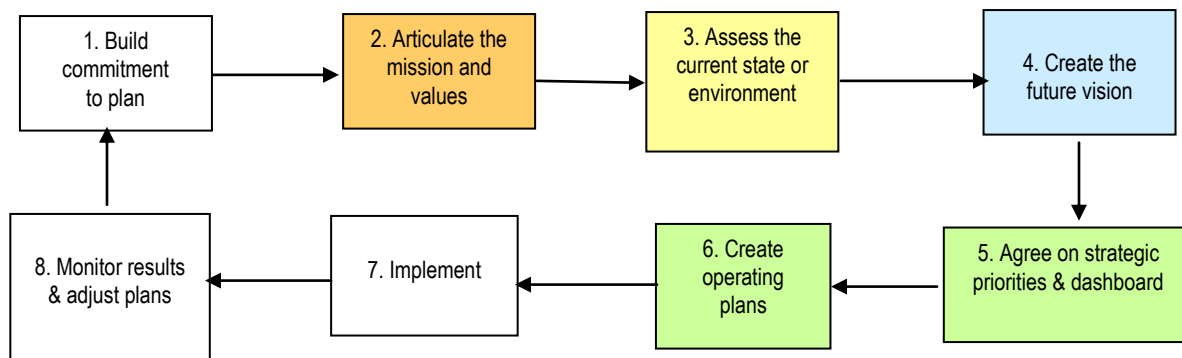 1. Build
commitment
to plan
2. Articulate the
mission and
values
3. Assess the
current state or
environment
4. Create the
future vision
5. Agree on strategic
priorities & dashboard
6. Create
operating
plans
7. Implement
8. Monitor results
& adjust plans